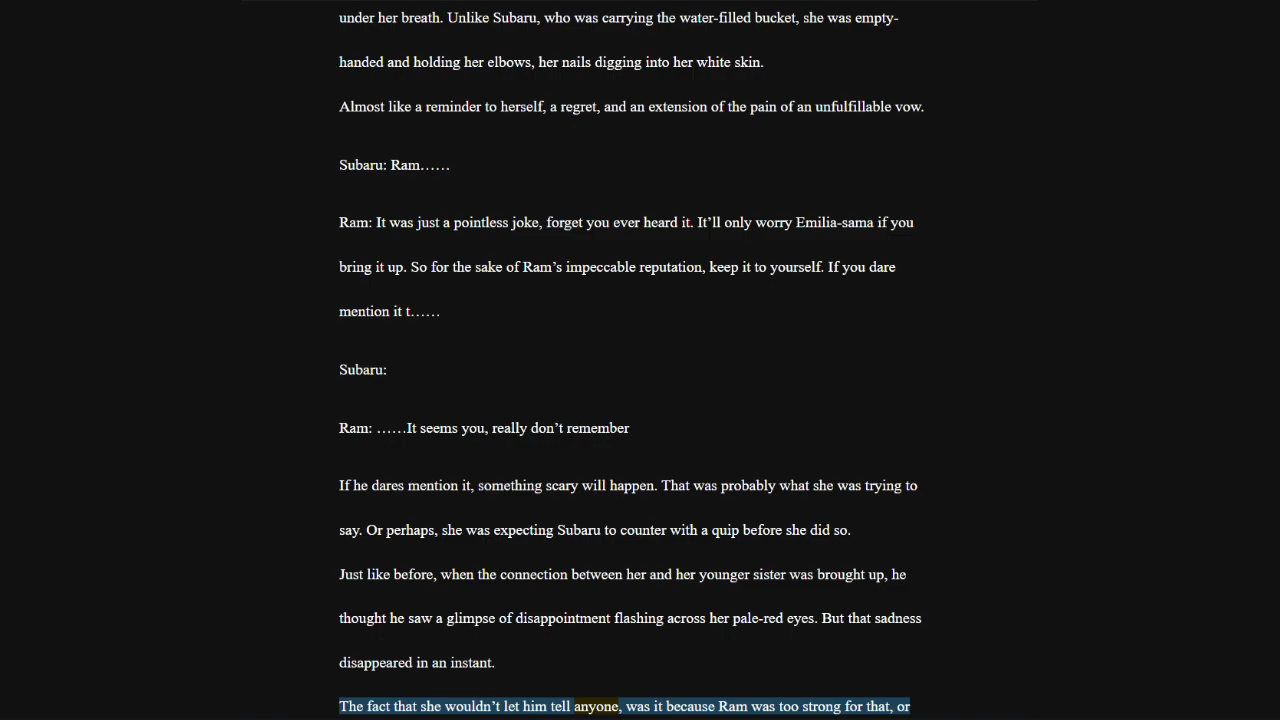 under her breath. Unlike Subaru, who was carrying the water-filled bucket, she was empty-
handed and holding her elbows, her nails digging into her white skin.
Almost like a reminder to herself, a regret, and an extension of the pain of an unfulfillable vow.
Subaru: Ram……
Ram: It was just a pointless joke, forget you ever heard it. It’ll only worry Emilia-sama if you
bring it up. So for the sake of Ram’s impeccable reputation, keep it to yourself. If you dare
mention it t……
Subaru:
Ram: ……It seems you, really don’t remember
If he dares mention it, something scary will happen. That was probably what she was trying to
say. Or perhaps, she was expecting Subaru to counter with a quip before she did so.
Just like before, when the connection between her and her younger sister was brought up, he
thought he saw a glimpse of disappointment flashing across her pale-red eyes. But that sadness
disappeared in an instant.
The fact that she wouldn’t let him tell anyone, was it because Ram was too strong for that, or